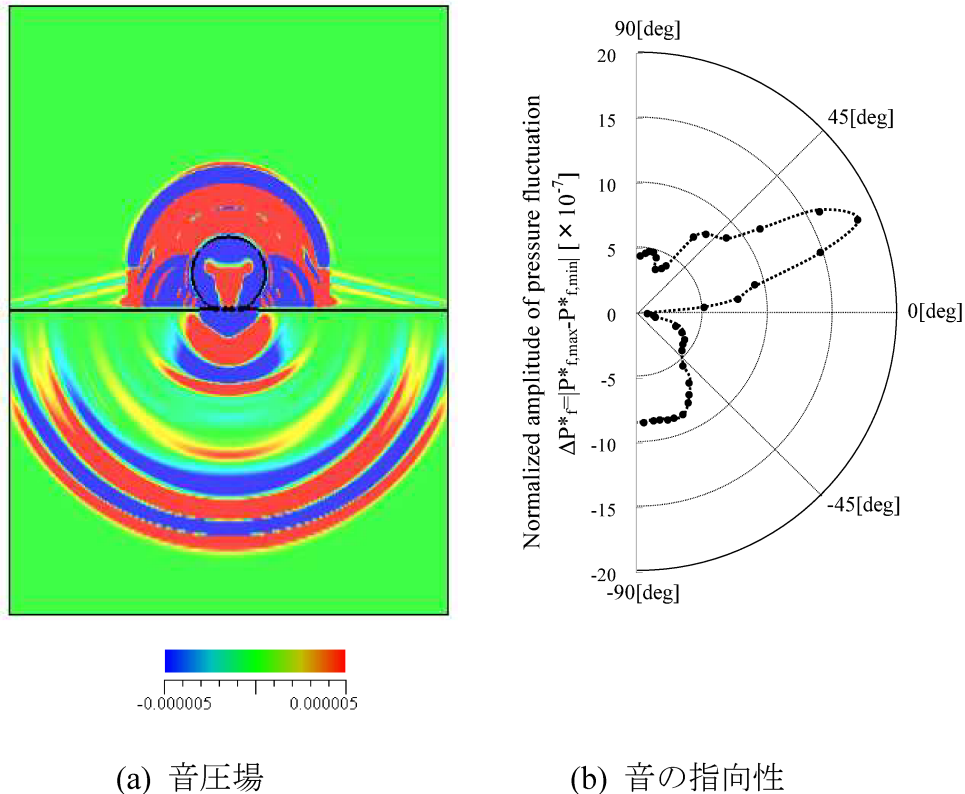 -0.000005 0.000005
(a) 音圧場
Normalized amplitude of pressure fluctuation
ΔP*f=|P*f,max-P*f,min| [×10-7]
90[deg]
20
45[deg]
15
10
5
0
0[deg]
-5
-10
-45[deg]
-15
-20
-90[deg]
(b) 音の指向性